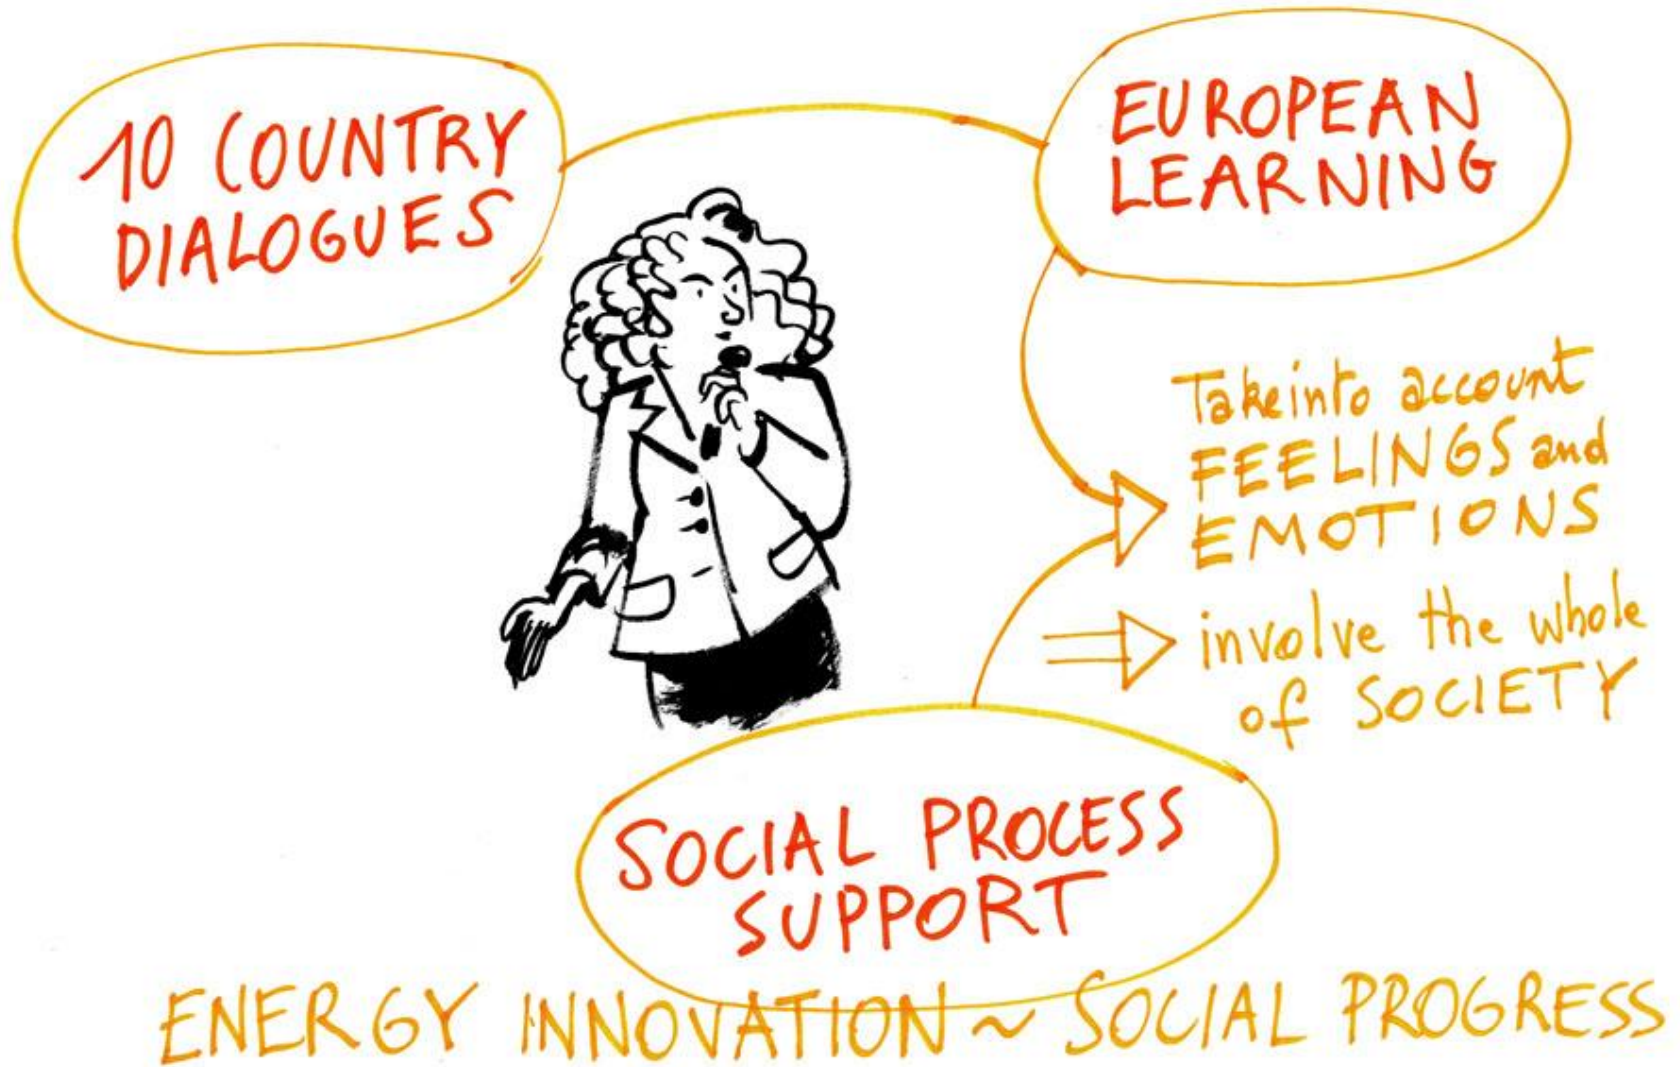 10 COUNTRY
DIALOGUES
EUROPEAN
LEARNING
Take into account
FEELINGS and
EMOTIONS
involve the whole
of SOCIETY
SOCIAL PROCESS
SUPPORT
ENERGY INNOVATION ~ SOCIAL PROGRESS